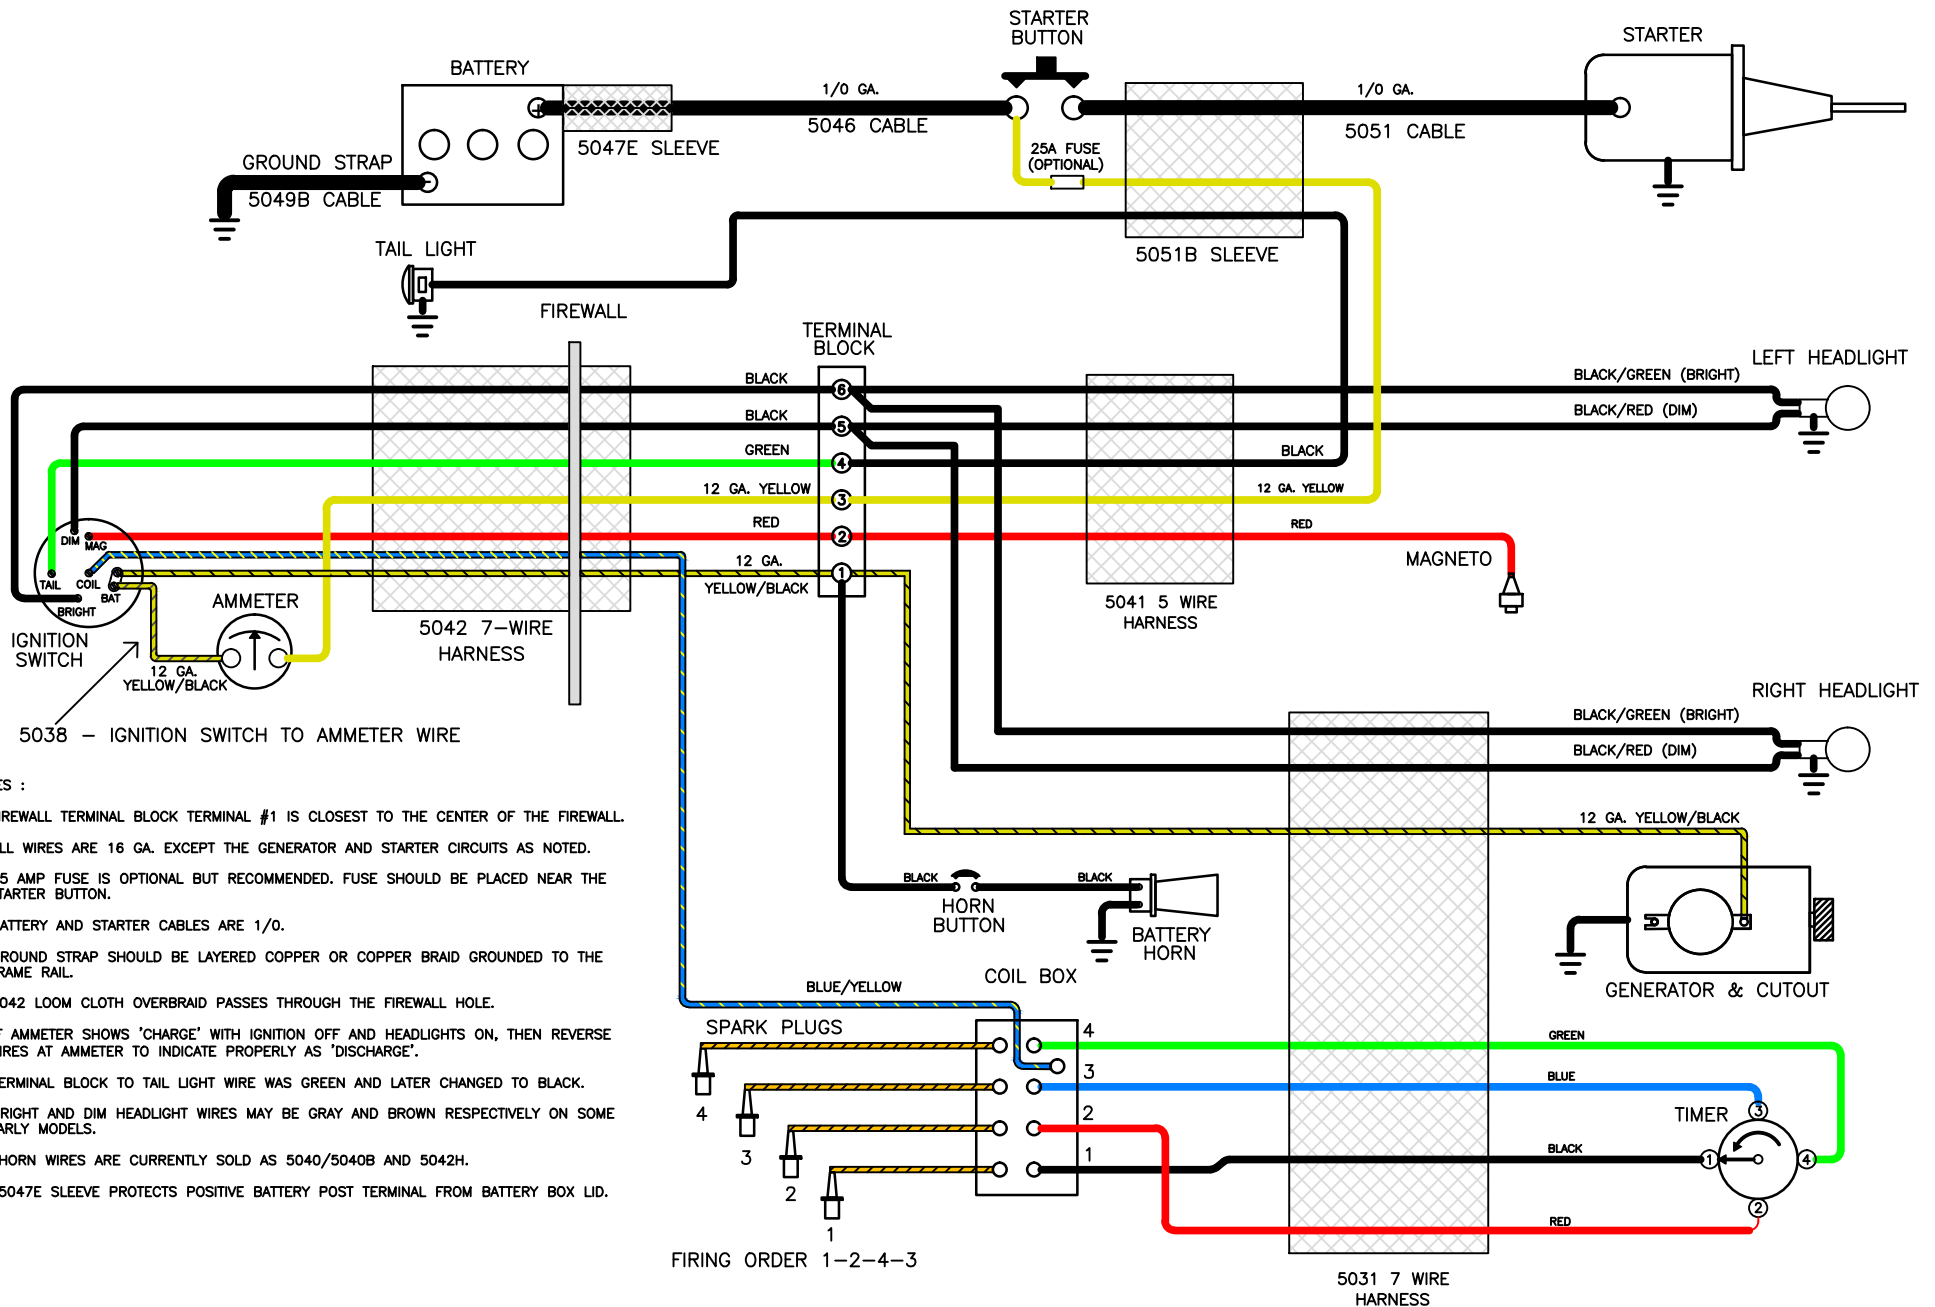 STARTER
BUTTON
STARTER
BATTERY
1/0 GA.
1/0 GA.
+
5046 CABLE
5051 CABLE
5047E SLEEVE
25A FUSE
(OPTIONAL)
GROUND STRAP
-
5049B CABLE
TAIL LIGHT
5051B SLEEVE
FIREWALL
TERMINAL
BLOCK
LEFT HEADLIGHT
BLACK
6
BLACK/GREEN (BRIGHT)
BLACK
5
BLACK/RED (DIM)
GREEN
4
BLACK
12 GA. YELLOW
3
12 GA. YELLOW
RED
2
RED
DIM
MAG
MAGNETO
12 GA.
1
YELLOW/BLACK
TAIL
COIL
BAT
BRIGHT
AMMETER
5041 5 WIRE
HARNESS
IGNITION
SWITCH
5042 7-WIRE
HARNESS
12 GA.
YELLOW/BLACK
5038 - IGNITION SWITCH TO AMMETER WIRE
RIGHT HEADLIGHT
BLACK/GREEN (BRIGHT)
BLACK/RED (DIM)
ES :
IREWALL TERMINAL BLOCK TERMINAL #1 IS CLOSEST TO THE CENTER OF THE FIREWALL.
LL WIRES ARE 16 GA. EXCEPT THE GENERATOR AND STARTER CIRCUITS AS NOTED.
5 AMP FUSE IS OPTIONAL BUT RECOMMENDED. FUSE SHOULD BE PLACED NEAR THE
TARTER BUTTON.
ATTERY AND STARTER CABLES ARE 1/0.
ROUND STRAP SHOULD BE LAYERED COPPER OR COPPER BRAID GROUNDED TO THE
RAME RAIL.
042 LOOM CLOTH OVERBRAID PASSES THROUGH THE FIREWALL HOLE.
F AMMETER SHOWS 'CHARGE' WITH IGNITION OFF AND HEADLIGHTS ON, THEN REVERSE
IRES AT AMMETER TO INDICATE PROPERLY AS 'DISCHARGE'.
ERMINAL BLOCK TO TAIL LIGHT WIRE WAS GREEN AND LATER CHANGED TO BLACK.
RIGHT AND DIM HEADLIGHT WIRES MAY BE GRAY AND BROWN RESPECTIVELY ON SOME
ARLY MODELS.
HORN WIRES ARE CURRENTLY SOLD AS 5040/5040B AND 5042H.
5047E SLEEVE PROTECTS POSITIVE BATTERY POST TERMINAL FROM BATTERY BOX LID.
12 GA. YELLOW/BLACK
BLACK
BLACK
HORN
BUTTON
BATTERY
HORN
GENERATOR & CUTOUT
COIL BOX
BLUE/YELLOW
SPARK PLUGS
4
GREEN
3
BLUE
2
TIMER
3
1
BLACK
1
4
2
RED
4
3
2
1
FIRING ORDER 1-2-4-3
5031 7 WIRE
HARNESS